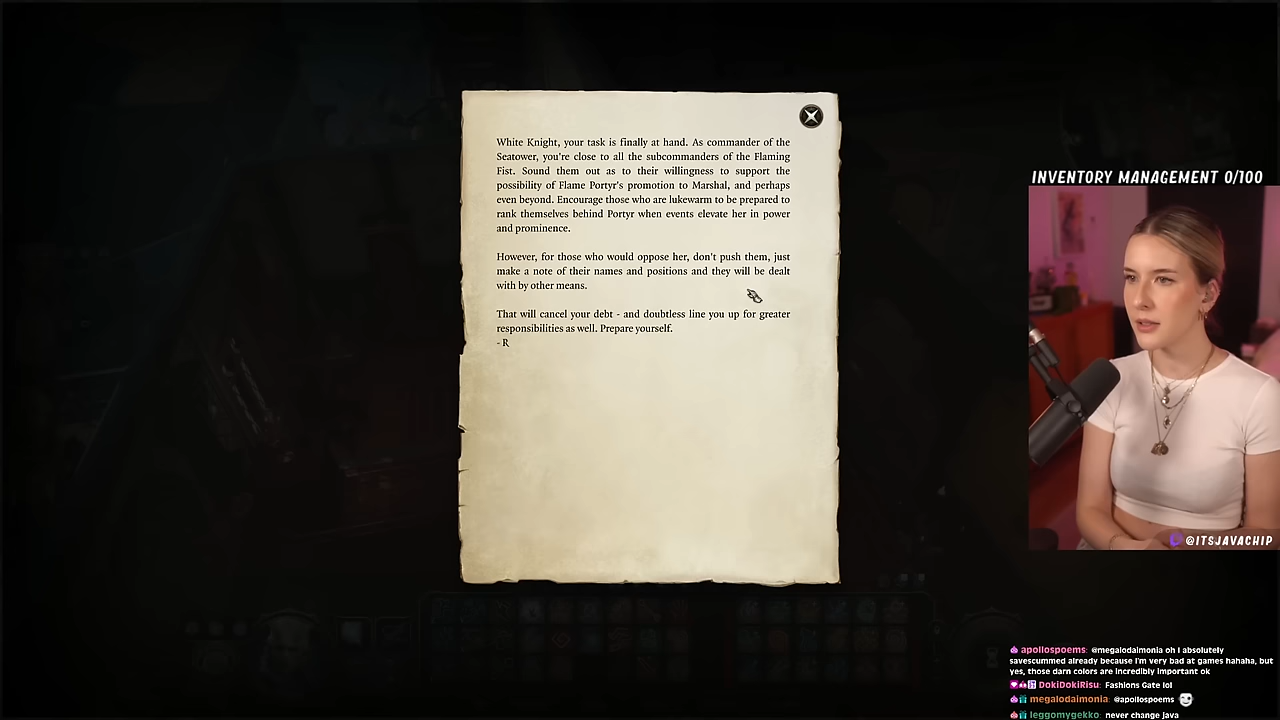 White Knight, your task is finally at hand. As commander of the
Seatower, you're close to all the subcommanders of the Flaming
Fist. Sound them out as to their willingness to support the
possibility of Flame Portyr's promotion to Marshal, and perhaps
even beyond. Encourage those who are lukewarm to be prepared to
rank themselves behind Portyr when events elevate her in power
and prominence.
However, for those who would oppose her, don't push them, just
make a note of their names and positions and they will be dealt
with by other means.
That will cancel your debt - and doubtless line you up for greater
responsibilities as well. Prepare yourself.
- R
INVENTORY MANAGEMENT 0/100
@ITSJAVACHIP
apollospoems: @megalodaimonia oh I absolutely
savescummed already because I'm very bad at games hahaha, but
yes, those darn colors are incredibly important ok
DokiDokiRisu: Fashions Gate lol
megalodaimonia: @apollospoems
leggomygekko: never change java